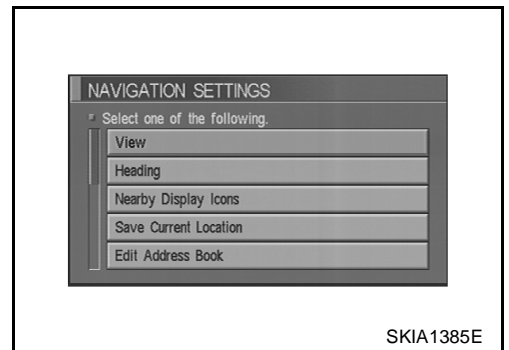 NAVIGATION SETTINGS
Select one of the following.
View
Heading
Nearby Display Icons
Save Current Location
Edit Address Book
SKIA1385E